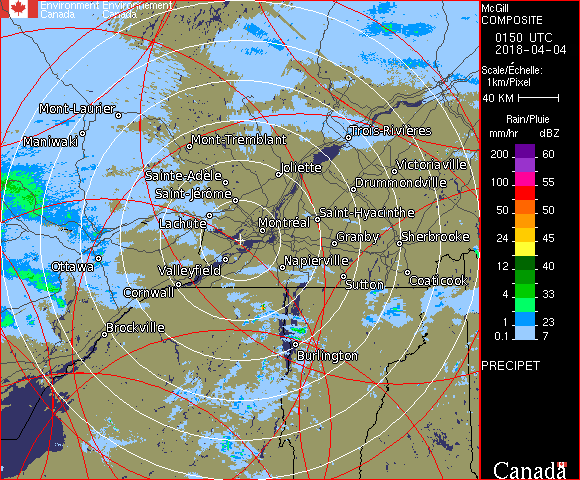 Environment Environnement
Canada Canada
McGill
COMPOSITE
0150 UTC
2018-04-04
Scale/Échelle:
1km/Pixel
40 KM
Rain/Pluie
mm/hr dBZ
200 60
100 55
50 50
24 45
12 40
4 33
1 23
0.1 7
PRECIPET
Mont-Laurier
Maniwaki
Mont-Tremblant
Trois-Rivières
Joliette
Victoriaville
Sainte-Adèle
Drummondville
Saint-Jérôme
Saint-Hyacinthe
Lachute
Montréal
Granby
Sherbrooke
Ottawa
Valleyfield
Napierville
Cornwall
Sutton
Coaticook
Brockville
Burlington
Canada